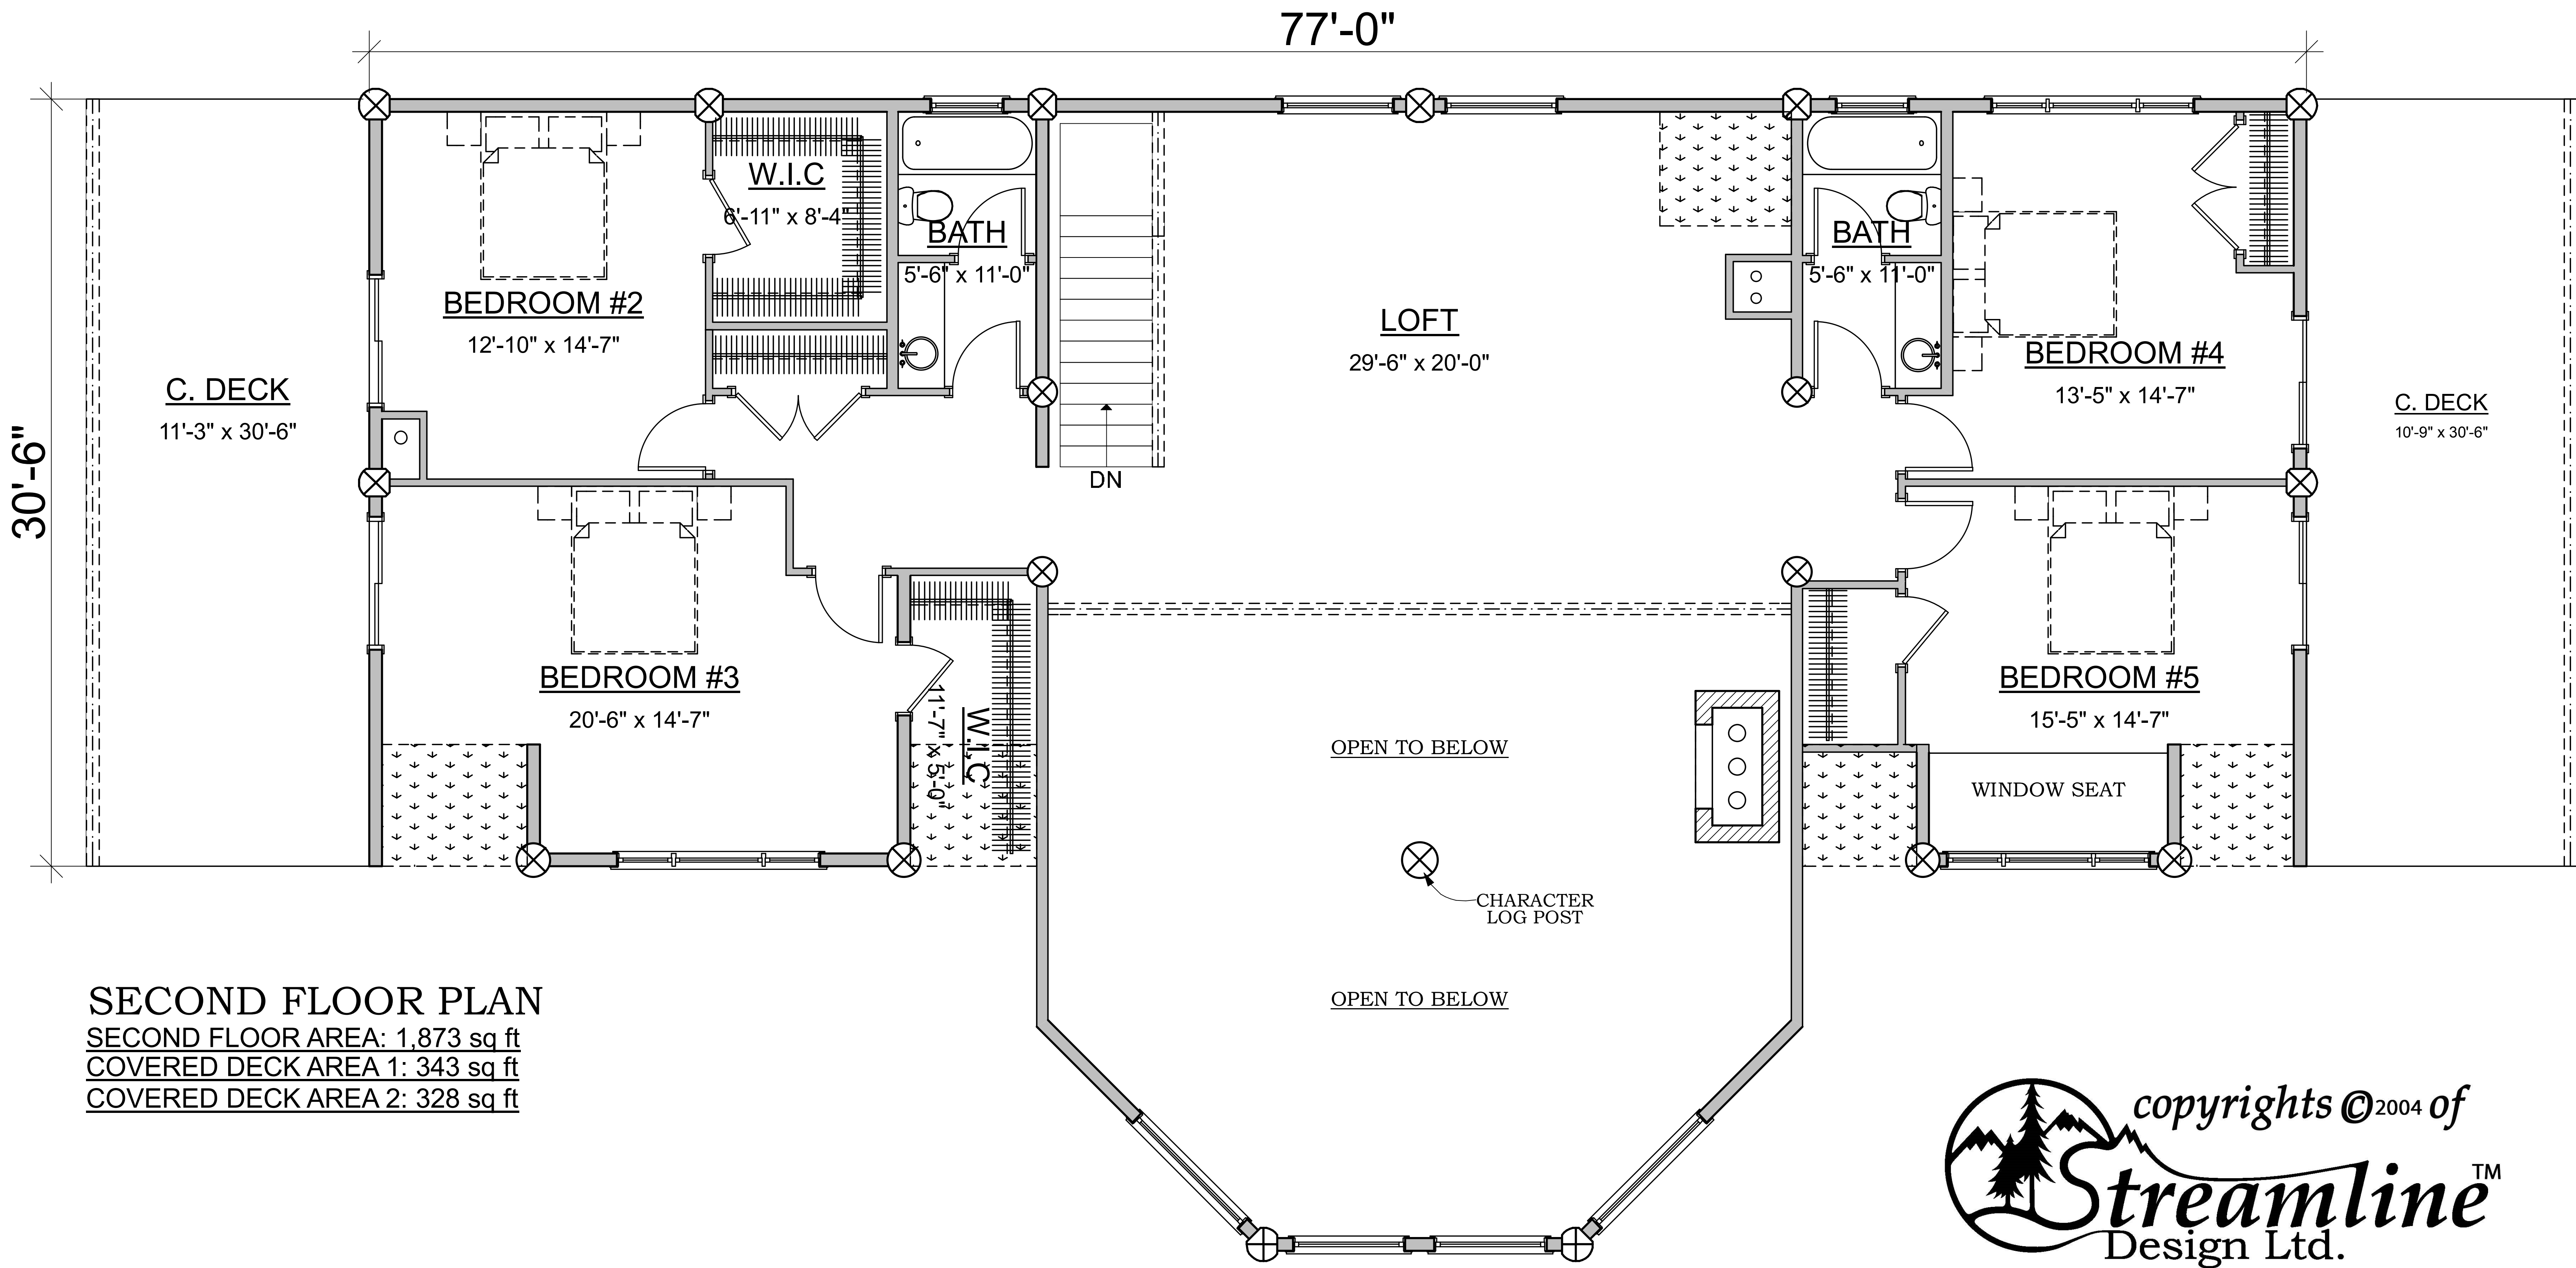 77'-0"
30'-6"
C. DECK
11'-3" x 30'-6"
BEDROOM #2
12'-10" x 14'-7"
W.I.C
6'-11" x 8'-4"
BATH
5'-6" x 11'-0"
DN
LOFT
29'-6" x 20'-0"
BATH
5'-6" x 11'-0"
BEDROOM #4
13'-5" x 14'-7"
C. DECK
10'-9" x 30'-6"
BEDROOM #3
20'-6" x 14'-7"
W.I.C
11'-7" x 5'-0"
OPEN TO BELOW
CHARACTER
LOG POST
OPEN TO BELOW
BEDROOM #5
15'-5" x 14'-7"
WINDOW SEAT
SECOND FLOOR PLAN
SECOND FLOOR AREA: 1,873 sq ft
COVERED DECK AREA 1: 343 sq ft
COVERED DECK AREA 2: 328 sq ft
copyrights ©2004 of
Streamline™
Design Ltd.